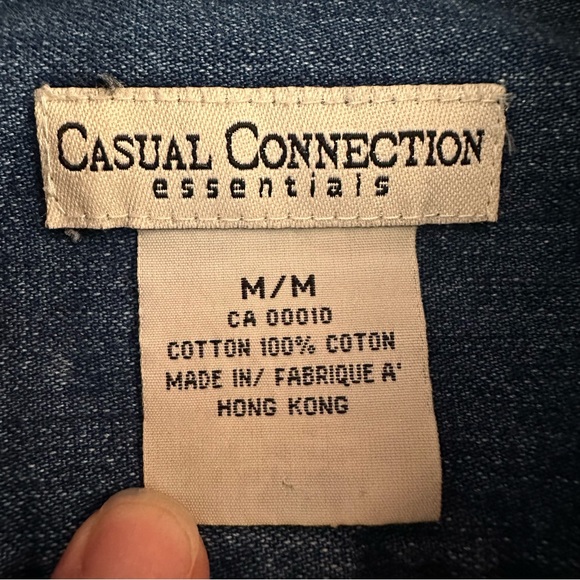 CASUAL CONNECTION
essentials
M/M
CA 00010
COTTON 100% COTON
MADE IN/ FABRIQUE A'
HONG KONG